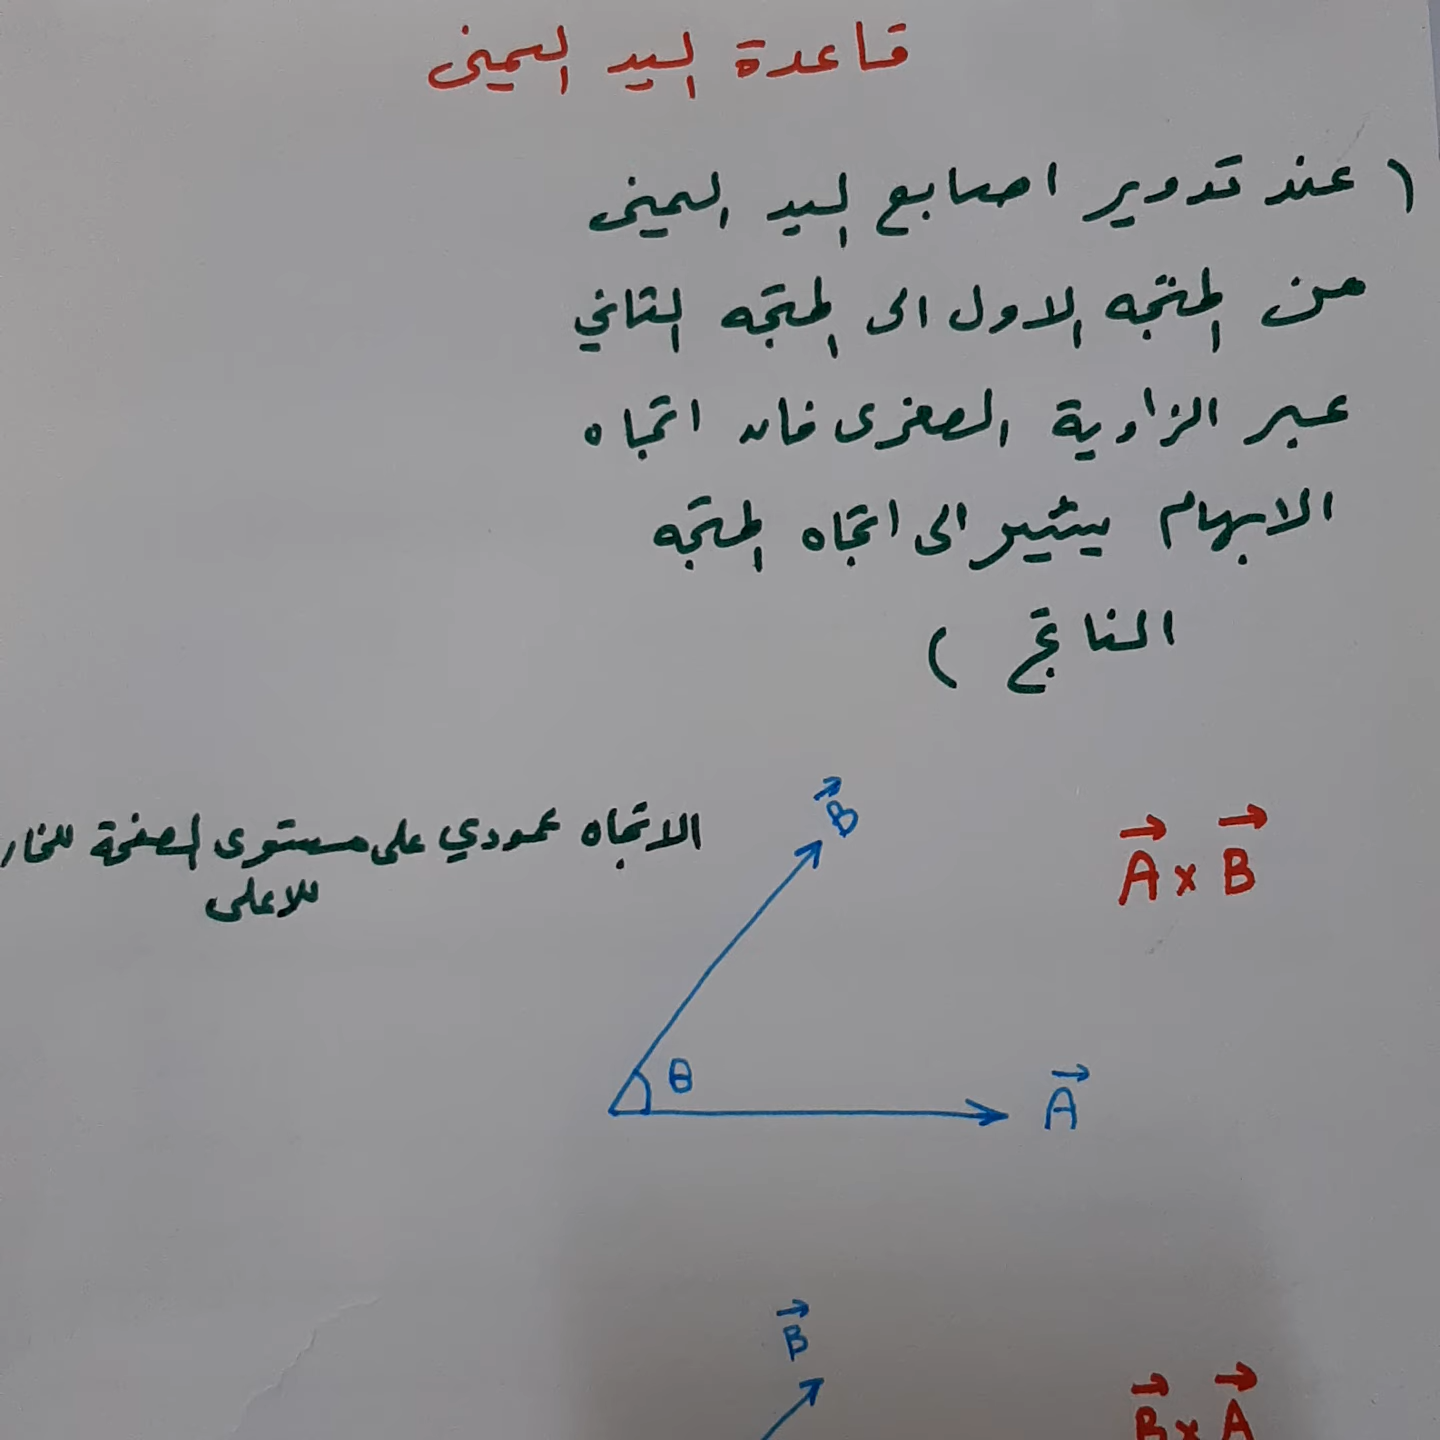 قاعدة اليد اليمنى
( عند تدوير اصابع اليد اليمنى
من المتجه الاول الى المتجه الثاني
عبر الزاوية الصغرى فان اتجاه
الابهام يشير الى اتجاه المتجه
الناتج )
A × B
B
الاتجاه عمودي على مستوى الصفحة
للاعلى
θ
A
B
B × A